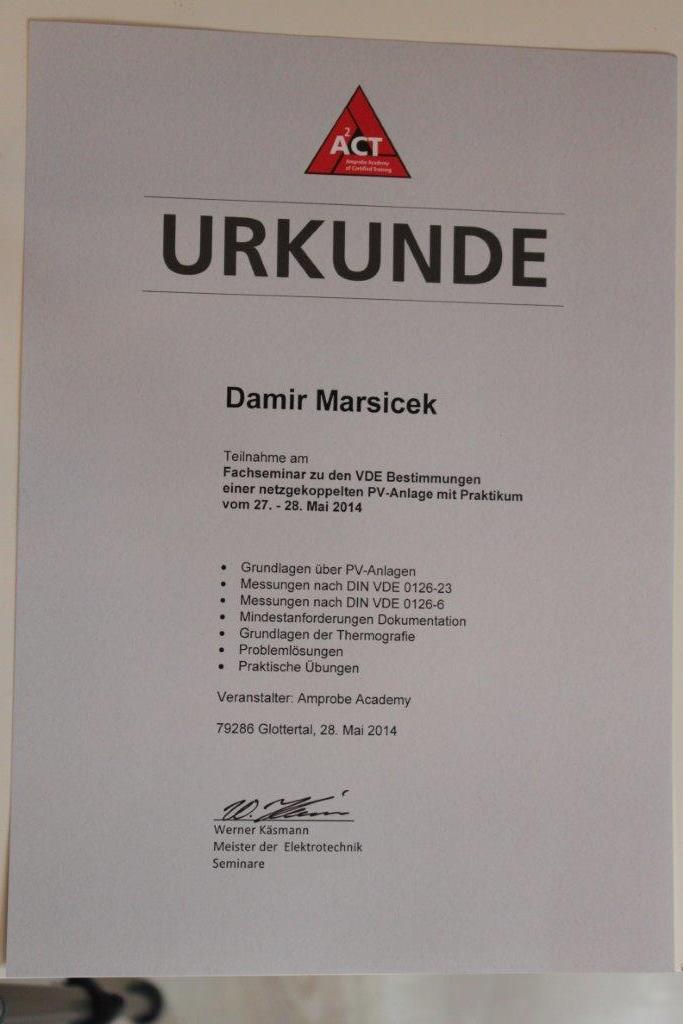 2
ACT
Amprobe Academy
of Certified Training
URKUNDE
Damir Marsicek
Teilnahme am
Fachseminar zu den VDE Bestimmungen
einer netzgekoppelten PV-Anlage mit Praktikum
vom 27. - 28. Mai 2014
• Grundlagen über PV-Anlagen
• Messungen nach DIN VDE 0126-23
• Messungen nach DIN VDE 0126-6
• Mindestanforderungen Dokumentation
• Grundlagen der Thermografie
• Problemlösungen
• Praktische Übungen
Veranstalter: Amprobe Academy
79286 Glottertal, 28. Mai 2014
Werner Käsmann
Meister der Elektrotechnik
Seminare